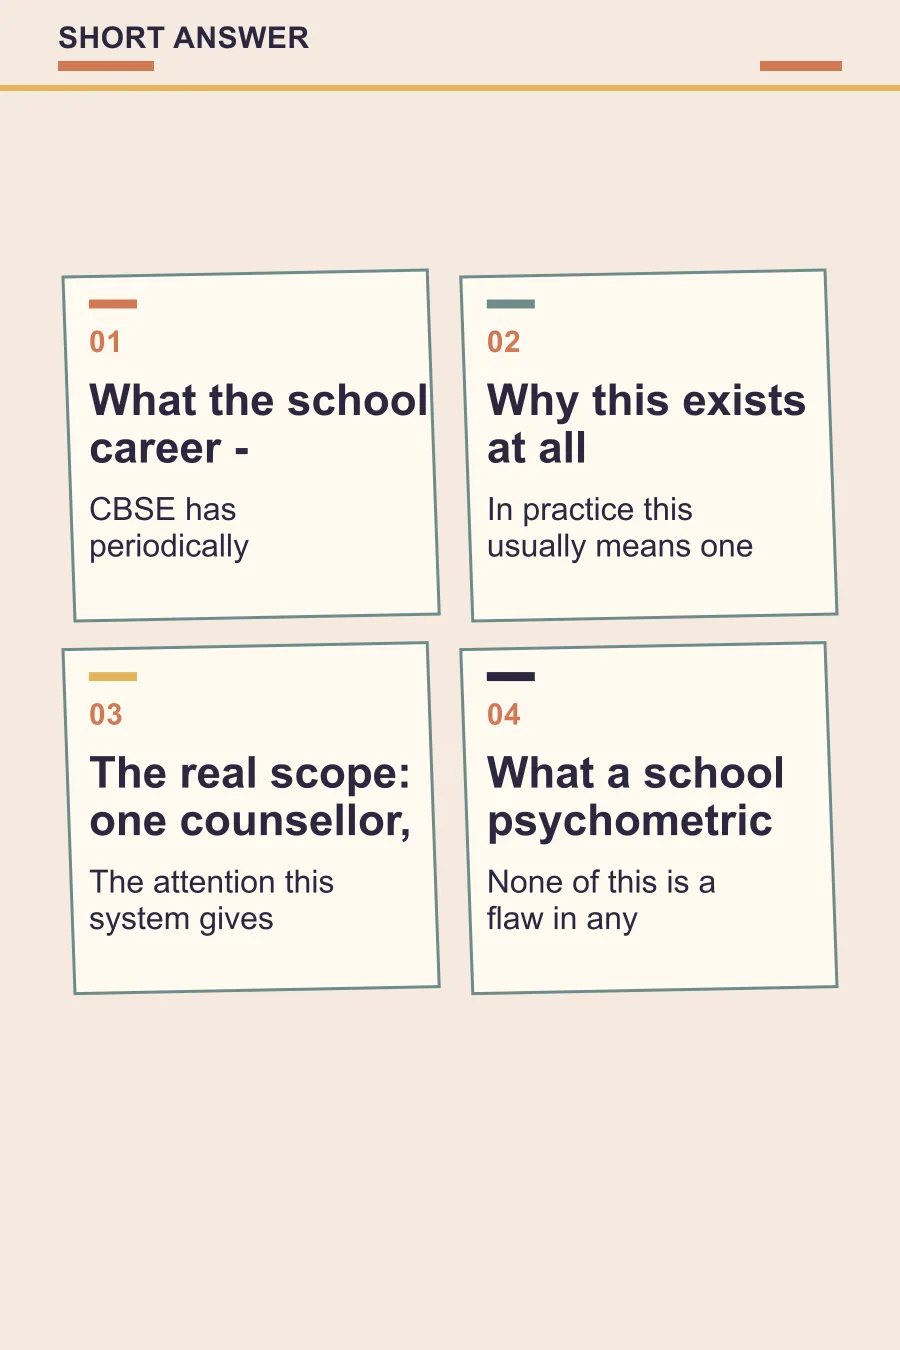 SHORT ANSWER
01
What the school
career -
CBSE has
periodically
02
Why this exists
at all
In practice this
usually means one
03
The real scope:
one counsellor,
The attention this
system gives
04
What a school
psychometric
None of this is a
flaw in any